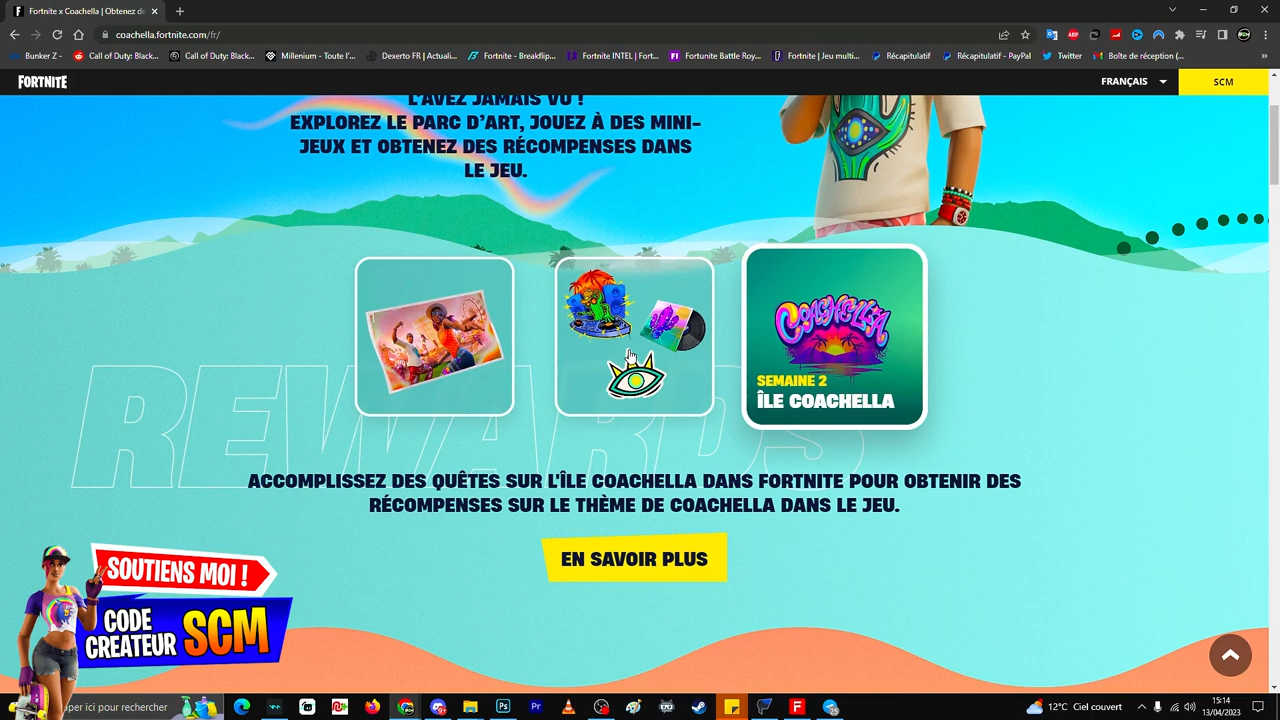 Fortnite x Coachella | Obtenez de
coachella.fortnite.com/fr/
Bunker Z -
Call of Duty: Black...
Call of Duty: Black...
Millenium - Toute l'...
Dexerto FR | Actuali...
Fortnite - Breakflip...
Fortnite INTEL | Fort...
Fortunite Battle Roy...
Fortnite | Jeu multi...
Récapitulatif
Récapitulatif - PayPal
Twitter
Boîte de réception (...
FORTNITE
FRANÇAIS
SCM
L'AVEZ JAMAIS VU !
EXPLOREZ LE PARC D'ART, JOUEZ À DES MINI-
JEUX ET OBTENEZ DES RÉCOMPENSES DANS
LE JEU.
COACHELLA
SEMAINE 2
ÎLE COACHELLA
REWARDS
ACCOMPLISSEZ DES QUÊTES SUR L'ÎLE COACHELLA DANS FORTNITE POUR OBTENIR DES
RÉCOMPENSES SUR LE THÈME DE COACHELLA DANS LE JEU.
EN SAVOIR PLUS
SOUTIENS MOI !
CODE
CREATEUR SCM
per ici pour rechercher
12°C Ciel couvert
15:14
13/04/2023